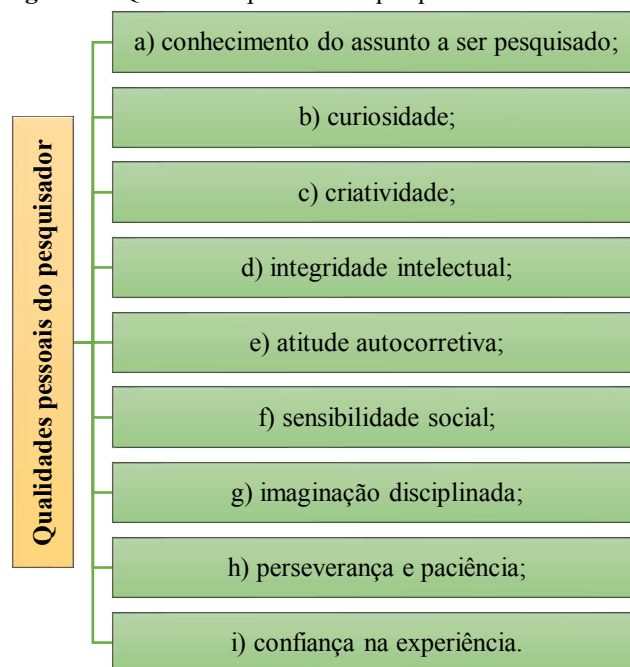 Qualidades pessoais do pesquisador
a) conhecimento do assunto a ser pesquisado;
b) curiosidade;
c) criatividade;
d) integridade intelectual;
e) atitude autocorretiva;
f) sensibilidade social;
g) imaginação disciplinada;
h) perseverança e paciência;
i) confiança na experiência.